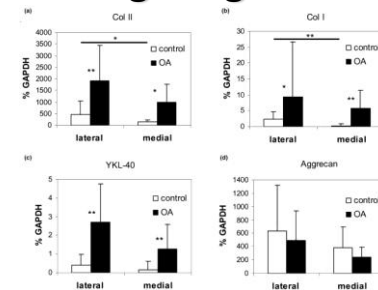 (a)
Col II
% GAPDH
4000
3500
3000
2500
2000
1500
1000
500
0
*
**
*
control
OA
lateral
medial
(b)
Col I
% GAPDH
30
25
20
15
10
5
0
**
*
**
control
OA
lateral
medial
(c)
YKL-40
% GAPDH
5
4
3
2
1
0
**
**
control
OA
lateral
medial
(d)
Aggrecan
% GAPDH
1400
1200
1000
800
600
400
200
0
control
OA
lateral
medial